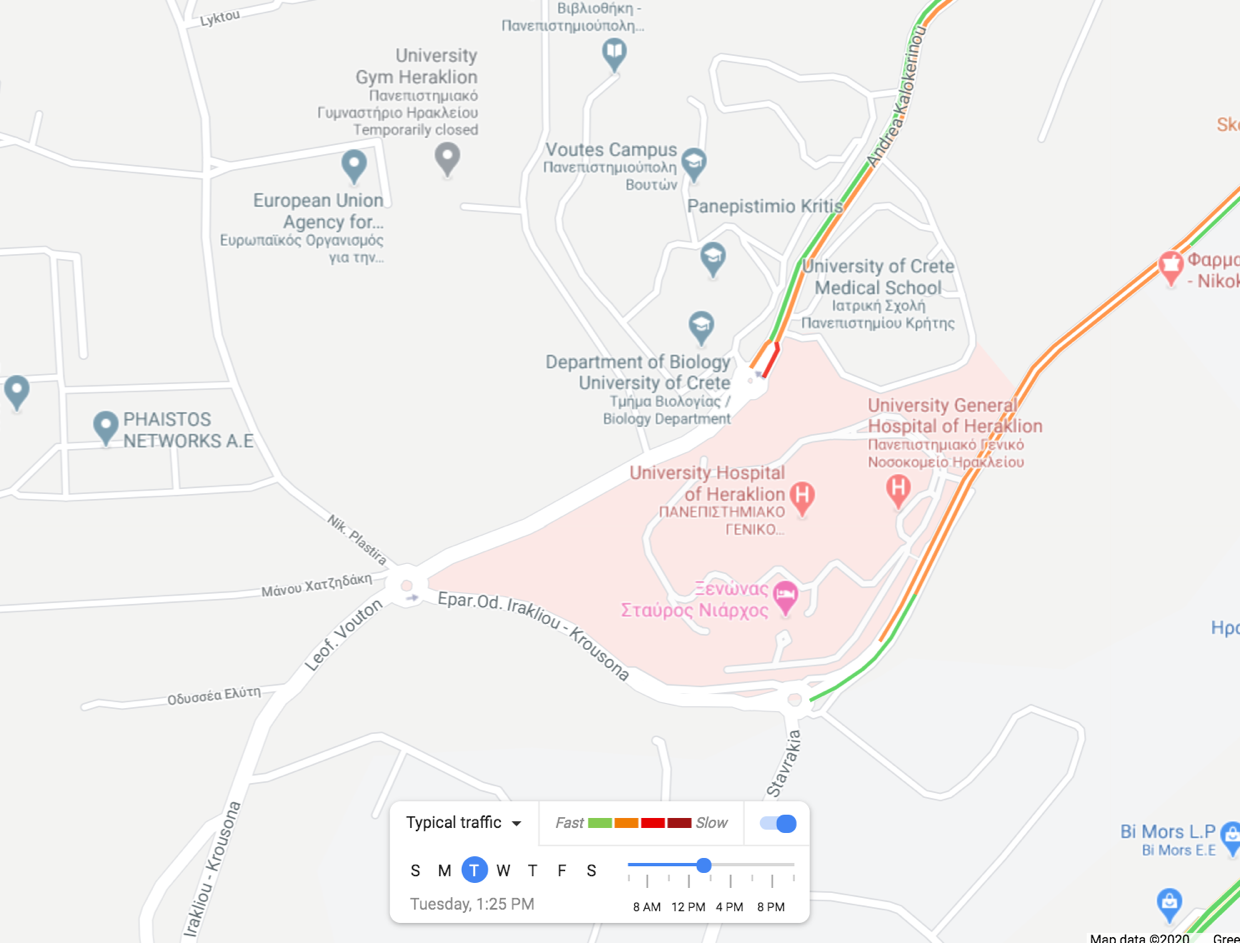 Lyktou
Βιβλιοθήκη -
Πανεπιστημιούπολη...
University
Gym Heraklion
Πανεπιστημιακό
Γυμναστήριο Ηρακλείου
Temporarily closed
Andrea Kalokerinou
Voutes Campus
Πανεπιστημιούπολη
Βουτών
Panepistimio Kritis
European Union
Agency for...
Ευρωπαϊκός Οργανισμός
για την...
University of Crete
Medical School
Ιατρική Σχολή
Πανεπιστημίου Κρήτης
Φαρμα
- Nikok
Department of Biology
University of Crete
Τμήμα Βιολογίας /
Biology Department
PHAISTOS
NETWORKS A.E
University General
Hospital of Heraklion
Πανεπιστημιακό Γενικό
Νοσοκομείο Ηρακλείου
University Hospital
of Heraklion
ΠΑΝΕΠΙΣΤΗΜΙΑΚΟ
ΓΕΝΙΚΟ...
H
H
Nik. Plastira
Μάνου Χατζηδάκη
Epar.Od. Irakliou - Krousona
Leof. Vouton
Ξενώνας
Σταύρος Νιάρχος
Ηρο
Οδυσσέα Ελύτη
Stavrakia
Irakliou - Krousona
Typical traffic
Fast
Slow
S M T W T F S
Tuesday, 1:25 PM
8 AM 12 PM 4 PM 8 PM
Bi Mors L.P
Bi Mors E.E
Map data ©2020 Gree